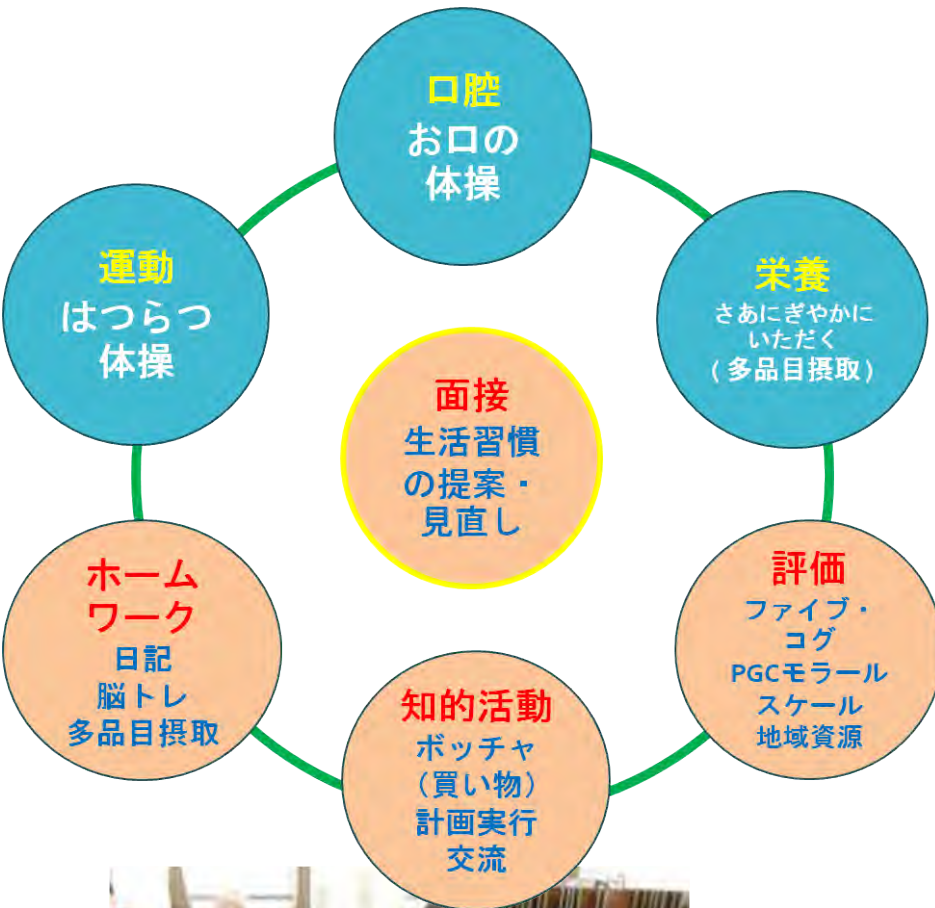 口腔
お口の
体操
運動
はつらつ
体操
栄養
さあにぎやかに
いただく
(多品目摂取)
面接
生活習慣
の提案・
見直し
ホーム
ワーク
日記
脳トレ
多品目摂取
知的活動
ボッチャ
(買い物)
計画実行
交流
評価
ファイブ・
コグ
PGCモラール
スケール
地域資源